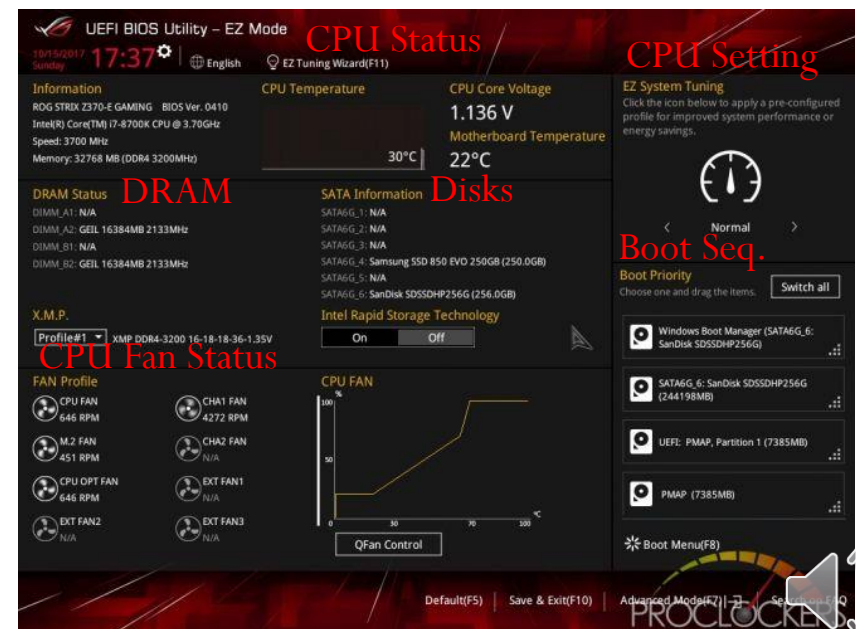 UEFI BIOS Utility – EZ Mode
CPU Status
10/15/2017
Sunday
17:37
English
EZ Tuning Wizard(F11)
CPU Setting
Information
ROG STRIX Z370-E GAMING BIOS Ver. 0410
Intel(R) Core(TM) i7-8700K CPU @ 3.70GHz
Speed: 3700 MHz
Memory: 32768 MB (DDR4 3200MHz)
CPU Temperature
30°C
CPU Core Voltage
1.136 V
Motherboard Temperature
22°C
EZ System Tuning
Click the icon below to apply a pre-configured
profile for improved system performance or
energy savings.
Normal
DRAM Status
DRAM
DIMM_A1: N/A
DIMM_A2: GEIL 16384MB 2133MHz
DIMM_B1: N/A
DIMM_B2: GEIL 16384MB 2133MHz
SATA Information
Disks
SATA6G_1: N/A
SATA6G_2: N/A
SATA6G_3: N/A
SATA6G_4: Samsung SSD 850 EVO 250GB (250.0GB)
SATA6G_5: N/A
SATA6G_6: SanDisk SDSSDHP256G (256.0GB)
X.M.P.
Profile#1
XMP DDR4-3200 16-18-18-36-1.35V
Intel Rapid Storage Technology
On
Off
Boot Seq.
Boot Priority
Choose one and drag the items.
Switch all
Windows Boot Manager (SATA6G_6:
SanDisk SDSSDHP256G)
SATA6G_6: SanDisk SDSSDHP256G
(244198MB)
UEFI: PMAP, Partition 1 (7385MB)
PMAP (7385MB)
Boot Menu(F8)
CPU Fan Status
FAN Profile
CPU FAN
646 RPM
CHA1 FAN
4272 RPM
M.2 FAN
451 RPM
CHA2 FAN
N/A
CPU OPT FAN
646 RPM
EXT FAN1
N/A
EXT FAN2
N/A
EXT FAN3
N/A
CPU FAN
%
100
50
0
30
70
100
°C
QFan Control
Default(F5)
Save & Exit(F10)
Advanced Mode(F7)
Search on FAQ
PROCLOCKERS